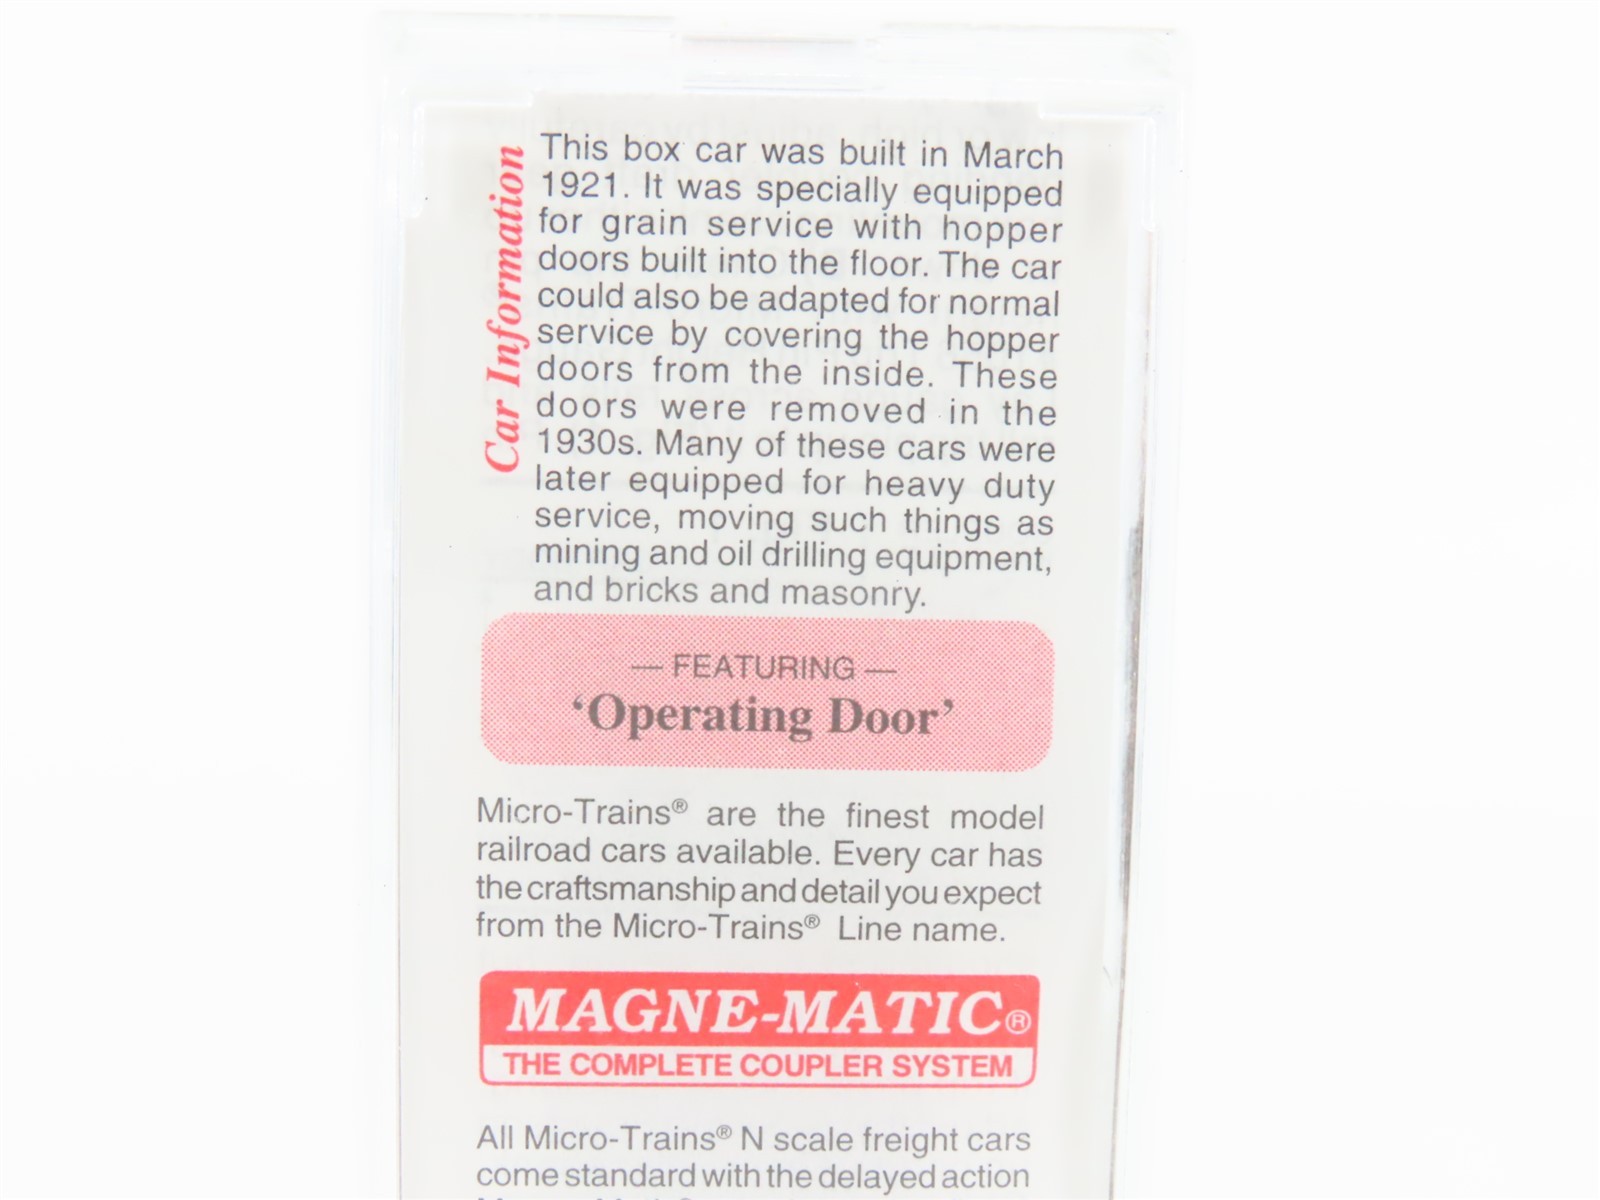 Car Information
This box car was built in March
1921. It was specially equipped
for grain service with hopper
doors built into the floor. The car
could also be adapted for normal
service by covering the hopper
doors from the inside. These
doors were removed in the
1930s. Many of these cars were
later equipped for heavy duty
service, moving such things as
mining and oil drilling equipment,
and bricks and masonry.
— FEATURING —
‘Operating Door’
Micro-Trains® are the finest model
railroad cars available. Every car has
the craftsmanship and detail you expect
from the Micro-Trains® Line name.
MAGNE-MATIC®
THE COMPLETE COUPLER SYSTEM
All Micro-Trains® N scale freight cars
come standard with the delayed action